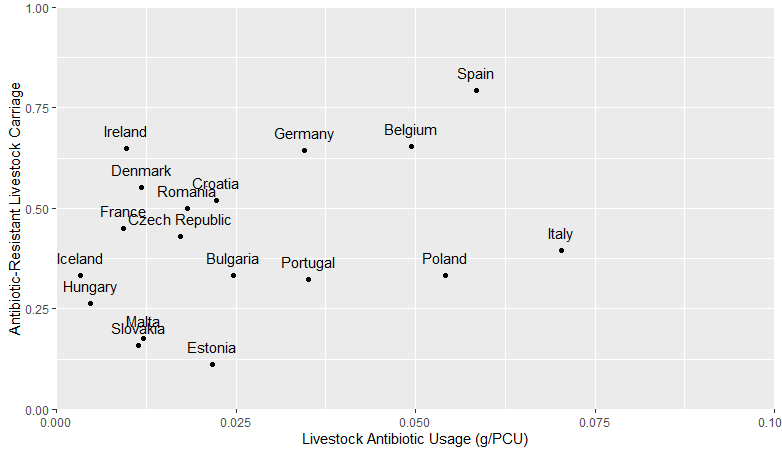 1.00
Spain
0.75
Ireland
Germany
Belgium
Denmark
Croatia
Romania
0.50
France
Czech Republic
Italy
Iceland
Bulgaria
Portugal
Poland
Hungary
0.25
Malta
Slovakia
Estonia
0.00
0.000
0.025
0.050
0.075
0.10
Livestock Antibiotic Usage (g/PCU)
Antibiotic-Resistant Livestock Carriage